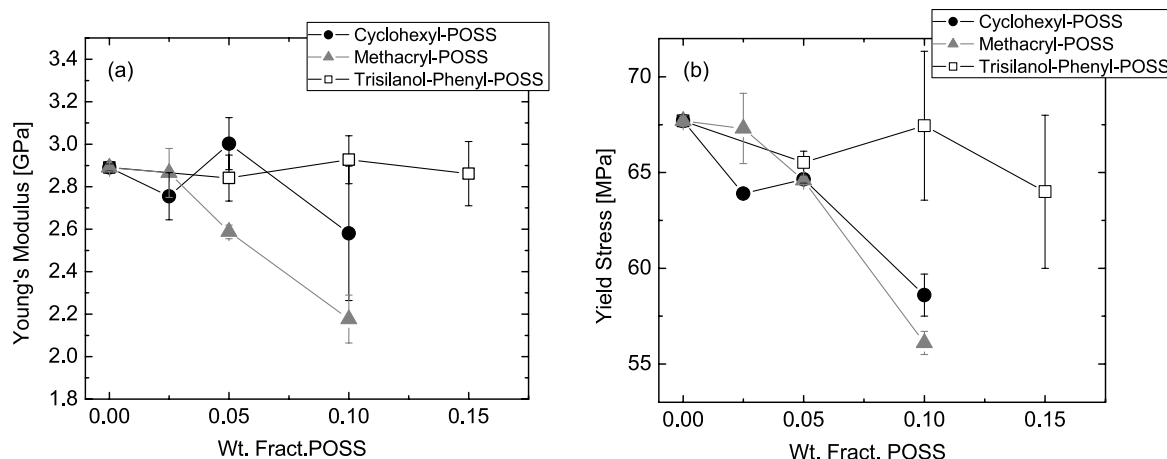 Cyclohexyl-POSS
Methacryl-POSS
Trisilanol-Phenyl-POSS
(a)
3.4
3.2
3.0
2.8
2.6
2.4
2.2
2.0
1.8
Young's Modulus [GPa]
0.00 0.05 0.10 0.15
Wt. Fract.POSS
Cyclohexyl-POSS
Methacryl-POSS
Trisilanol-Phenyl-POSS
(b)
70
65
60
55
Yield Stress [MPa]
0.00 0.05 0.10 0.15
Wt. Fract. POSS